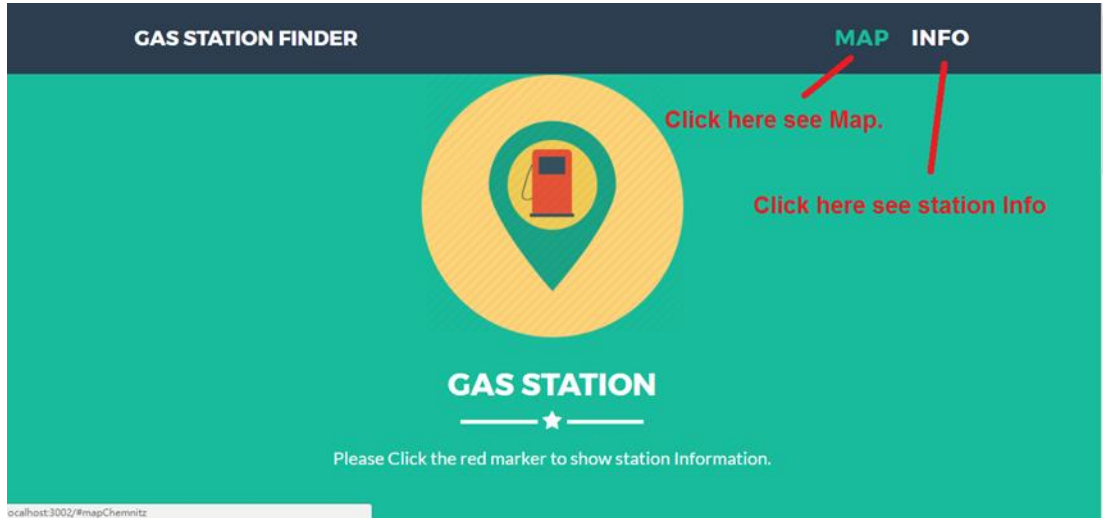 GAS STATION FINDER
MAP INFO
Click here see Map.
Click here see station Info
GAS STATION
Please Click the red marker to show station Information.
ocalhost:3002/#mapChemnitz